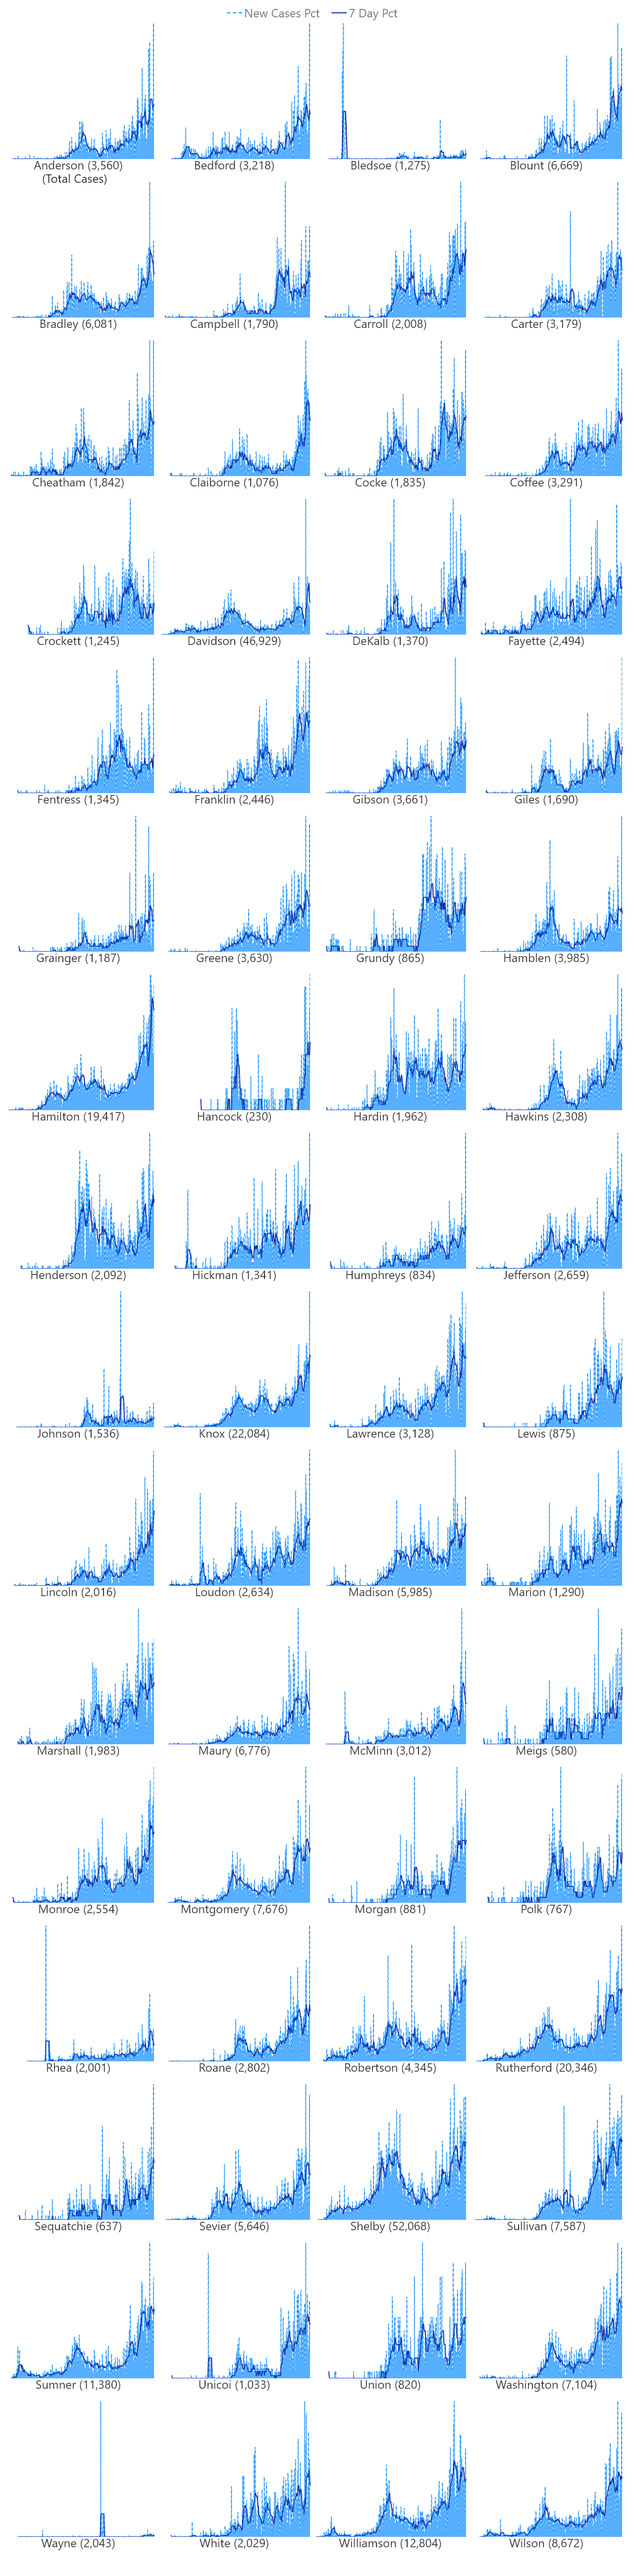 New Cases Pct 7 Day Pct
Anderson (3,560) Bedford (3,218) Bledsoe (1,275) Blount (6,669)
(Total Cases)
Bradley (6,081) Campbell (1,790) Carroll (2,008) Carter (3,179)
Cheatham (1,842) Claiborne (1,076) Cocke (1,835) Coffee (3,291)
Crockett (1,245) Davidson (46,929) DeKalb (1,370) Fayette (2,494)
Fentress (1,345) Franklin (2,446) Gibson (3,661) Giles (1,690)
Grainger (1,187) Greene (3,630) Grundy (865) Hamblen (3,985)
Hamilton (19,417) Hancock (230) Hardin (1,962) Hawkins (2,308)
Henderson (2,092) Hickman (1,341) Humphreys (834) Jefferson (2,659)
Johnson (1,536) Knox (22,084) Lawrence (3,128) Lewis (875)
Lincoln (2,016) Loudon (2,634) Madison (5,985) Marion (1,290)
Marshall (1,983) Maury (6,776) McMinn (3,012) Meigs (580)
Monroe (2,554) Montgomery (7,676) Morgan (881) Polk (767)
Rhea (2,001) Roane (2,802) Robertson (4,345) Rutherford (20,346)
Sequatchie (637) Sevier (5,646) Shelby (52,068) Sullivan (7,587)
Sumner (11,380) Unicoi (1,033) Union (820) Washington (7,104)
Wayne (2,043) White (2,029) Williamson (12,804) Wilson (8,672)